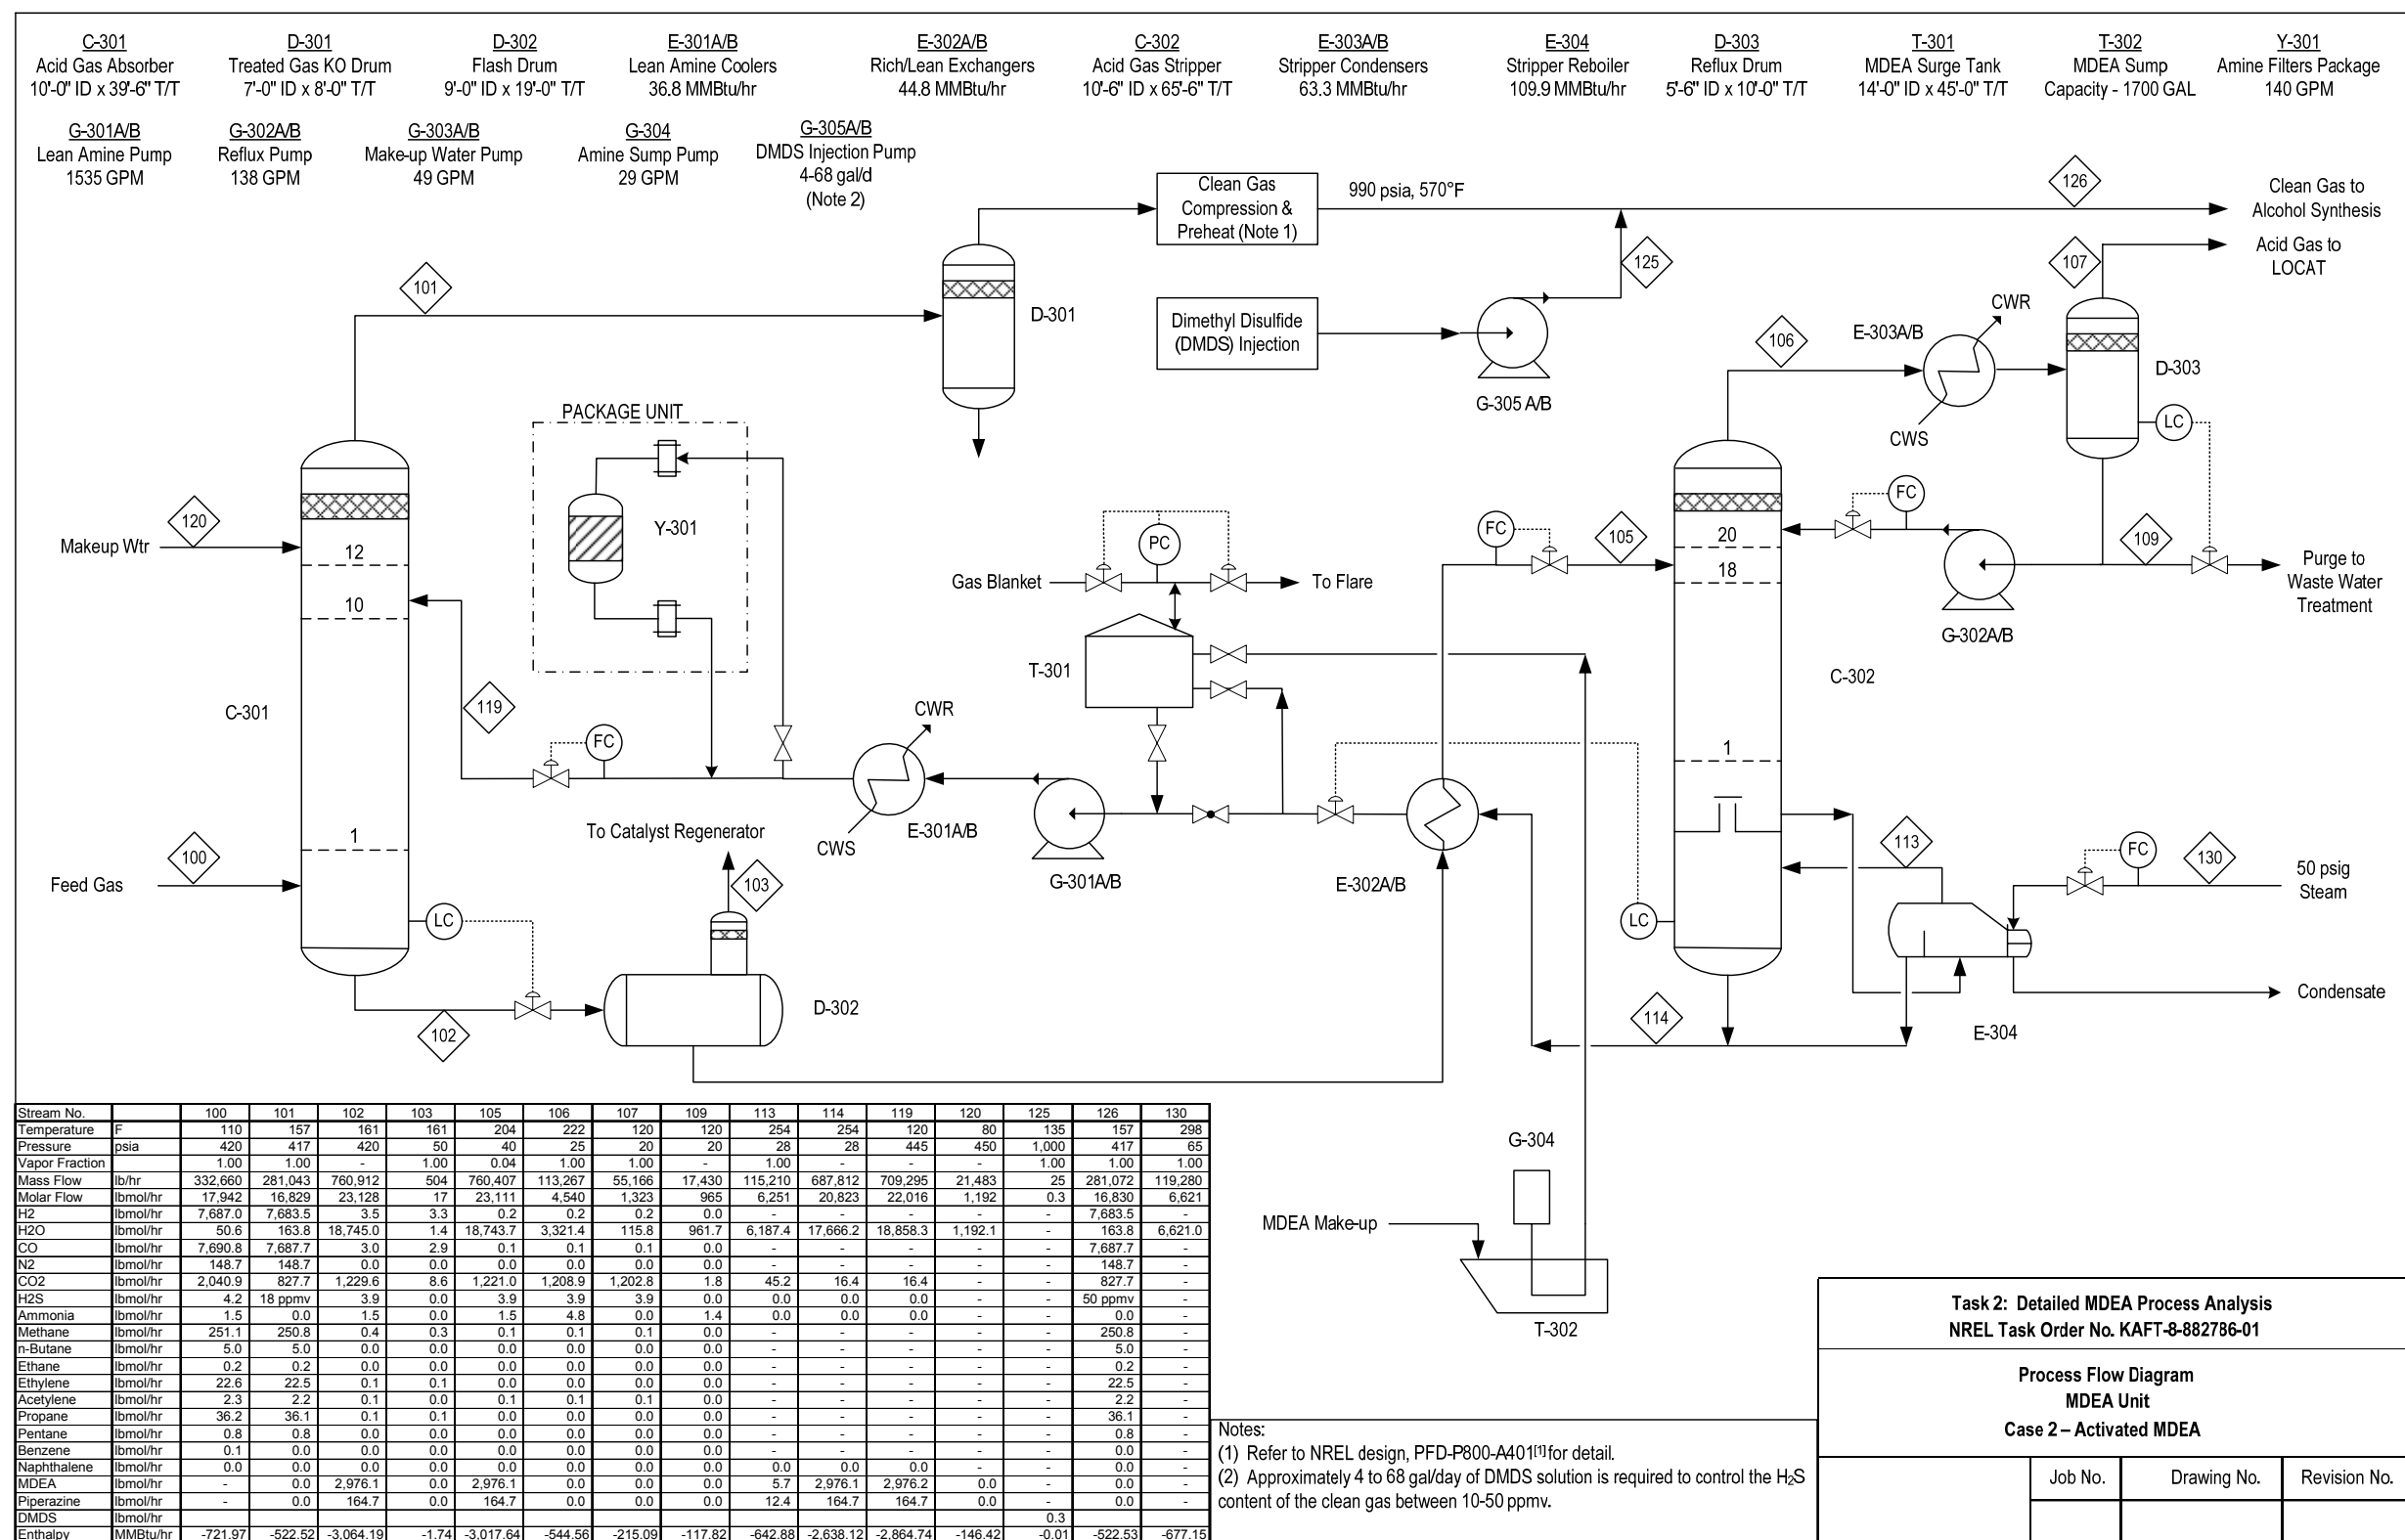 C-301
Acid Gas Absorber
10'-0" ID x 39'-6" T/T
D-301
Treated Gas KO Drum
7'-0" ID x 8'-0" T/T
D-302
Flash Drum
9'-0" ID x 19'-0" T/T
E-301A/B
Lean Amine Coolers
36.8 MMBtu/hr
E-302A/B
Rich/Lean Exchangers
44.8 MMBtu/hr
C-302
Acid Gas Stripper
10'-6" ID x 65'-6" T/T
E-303A/B
Stripper Condensers
63.3 MMBtu/hr
E-304
Stripper Reboiler
109.9 MMBtu/hr
D-303
Reflux Drum
5'-6" ID x 10'-0" T/T
T-301
MDEA Surge Tank
14'-0" ID x 45'-0" T/T
T-302
MDEA Sump
Capacity - 1700 GAL
Y-301
Amine Filters Package
140 GPM
G-301A/B
Lean Amine Pump
1535 GPM
G-302A/B
Reflux Pump
138 GPM
G-303A/B
Make-up Water Pump
49 GPM
G-304
Amine Sump Pump
29 GPM
G-305A/B
DMDS Injection Pump
4-68 gal/d
(Note 2)
Clean Gas
Compression &
Preheat (Note 1)
990 psia, 570°F
126
Clean Gas to
Alcohol Synthesis
Acid Gas to
LOCAT
107
125
101
D-301
Dimethyl Disulfide
(DMDS) Injection
G-305 A/B
106
E-303A/B
CWR
CWS
D-303
LC
PACKAGE UNIT
Y-301
120
Makeup Wtr
12
10
1
C-301
119
FC
100
Feed Gas
LC
102
To Catalyst Regenerator
103
D-302
CWR
CWS
E-301A/B
G-301A/B
Gas Blanket
PC
To Flare
T-301
E-302A/B
FC
105
20
18
1
C-302
LC
FC
G-302A/B
109
Purge to
Waste Water
Treatment
113
FC
130
50 psig
Steam
Condensate
E-304
114
G-304
MDEA Make-up
T-302
Stream No. 100 101 102 103 105 106 107 109 113 114 119 120 125 126 130
Temperature F 110 157 161 161 204 222 120 120 254 254 120 80 135 157 298
Pressure psia 420 417 420 50 40 25 20 20 28 28 445 450 1,000 417 65
Vapor Fraction 1.00 1.00 - 1.00 0.04 1.00 1.00 - 1.00 - - - 1.00 1.00 1.00
Mass Flow lb/hr 332,660 281,043 760,912 504 760,407 113,267 55,166 17,430 115,210 687,812 709,295 21,483 25 281,072 119,280
Molar Flow lbmol/hr 17,942 16,829 23,128 17 23,111 4,540 1,323 965 6,251 20,823 22,016 1,192 0.3 16,830 6,621
H2 lbmol/hr 7,687.0 7,683.5 3.5 3.3 0.2 0.2 0.2 0.0 - - - - - 7,683.5 -
H2O lbmol/hr 50.6 163.8 18,745.0 1.4 18,743.7 3,321.4 115.8 961.7 6,187.4 17,666.2 18,858.3 1,192.1 - 163.8 6,621.0
CO lbmol/hr 7,690.8 7,687.7 3.0 2.9 0.1 0.1 0.1 0.0 - - - - - 7,687.7 -
N2 lbmol/hr 148.7 148.7 0.0 0.0 0.0 0.0 0.0 0.0 - - - - - 148.7 -
CO2 lbmol/hr 2,040.9 827.7 1,229.6 8.6 1,221.0 1,208.9 1,202.8 1.8 45.2 16.4 16.4 - - 827.7 -
H2S lbmol/hr 4.2 18 ppmv 3.9 0.0 3.9 3.9 3.9 0.0 0.0 0.0 0.0 - - 50 ppmv -
Ammonia lbmol/hr 1.5 0.0 1.5 0.0 1.5 4.8 0.0 1.4 0.0 0.0 0.0 - - 0.0 -
Methane lbmol/hr 251.1 250.8 0.4 0.3 0.1 0.1 0.1 0.0 - - - - - 250.8 -
n-Butane lbmol/hr 5.0 5.0 0.0 0.0 0.0 0.0 0.0 0.0 - - - - - 5.0 -
Ethane lbmol/hr 0.2 0.2 0.0 0.0 0.0 0.0 0.0 0.0 - - - - - 0.2 -
Ethylene lbmol/hr 22.6 22.5 0.1 0.1 0.0 0.0 0.0 0.0 - - - - - 22.5 -
Acetylene lbmol/hr 2.3 2.2 0.1 0.0 0.1 0.1 0.1 0.0 - - - - - 2.2 -
Propane lbmol/hr 36.2 36.1 0.1 0.1 0.0 0.0 0.0 0.0 - - - - - 36.1 -
Pentane lbmol/hr 0.8 0.8 0.0 0.0 0.0 0.0 0.0 0.0 - - - - - 0.8 -
Benzene lbmol/hr 0.1 0.0 0.0 0.0 0.0 0.0 0.0 0.0 - - - - - 0.0 -
Naphthalene lbmol/hr 0.0 0.0 0.0 0.0 0.0 0.0 0.0 0.0 0.0 0.0 0.0 - - 0.0 -
MDEA lbmol/hr - 0.0 2,976.1 0.0 2,976.1 0.0 0.0 0.0 5.7 2,976.1 2,976.2 0.0 - 0.0 -
Piperazine lbmol/hr - 0.0 164.7 0.0 164.7 0.0 0.0 0.0 12.4 164.7 164.7 0.0 - 0.0 -
DMDS lbmol/hr 0.3
Enthalpy MMBtu/hr -721.97 -522.52 -3,064.19 -1.74 -3,017.64 -544.56 -215.09 -117.82 -642.88 -2,638.12 -2,864.74 -146.42 -0.01 -522.53 -677.15
Notes:
(1) Refer to NREL design, PFD-P800-A401[1] for detail.
(2) Approximately 4 to 68 gal/day of DMDS solution is required to control the H₂S
content of the clean gas between 10-50 ppmv.
Task 2: Detailed MDEA Process Analysis
NREL Task Order No. KAFT-8-882786-01
Process Flow Diagram
MDEA Unit
Case 2 – Activated MDEA
Job No. Drawing No. Revision No.